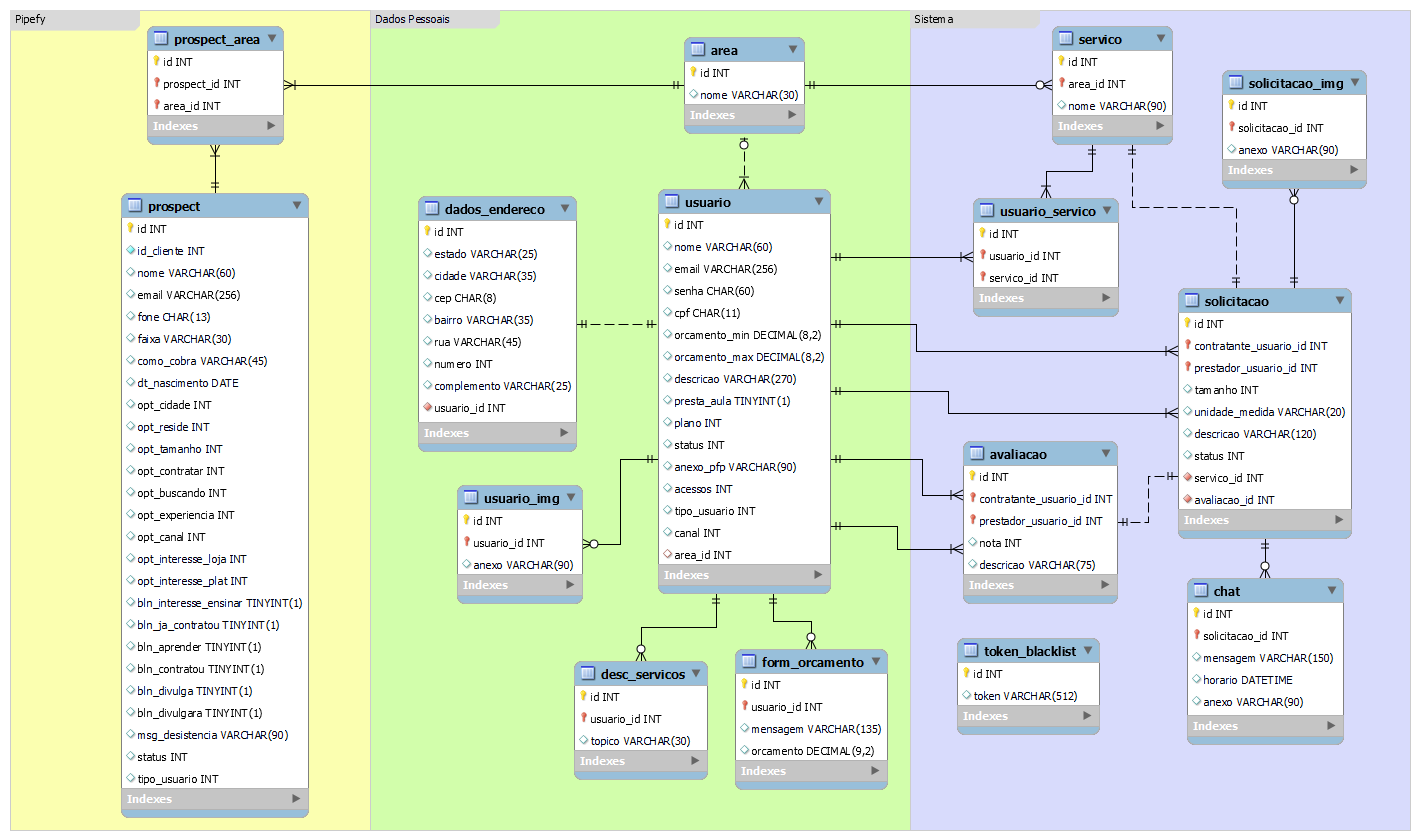 Pipefy
Dados Pessoais
Sistema
prospect_area
id INT
prospect_id INT
area_id INT
Indexes
prospect
id INT
id_cliente INT
nome VARCHAR(60)
email VARCHAR(256)
fone CHAR(13)
faixa VARCHAR(30)
como_cobra VARCHAR(45)
dt_nascimento DATE
opt_cidade INT
opt_reside INT
opt_tamanho INT
opt_contratar INT
opt_buscando INT
opt_experiencia INT
opt_canal INT
opt_interesse_loja INT
opt_interesse_plat INT
bln_interesse_ensinar TINYINT(1)
bln_ja_contratou TINYINT(1)
bln_aprender TINYINT(1)
bln_contratou TINYINT(1)
bln_divulga TINYINT(1)
bln_divulgara TINYINT(1)
msg_desistencia VARCHAR(90)
status INT
tipo_usuario INT
Indexes
area
id INT
nome VARCHAR(30)
Indexes
dados_endereco
id INT
estado VARCHAR(25)
cidade VARCHAR(35)
cep CHAR(8)
bairro VARCHAR(35)
rua VARCHAR(45)
numero INT
complemento VARCHAR(25)
usuario_id INT
Indexes
usuario
id INT
nome VARCHAR(60)
email VARCHAR(256)
senha CHAR(60)
cpf CHAR(11)
orcamento_min DECIMAL(8,2)
orcamento_max DECIMAL(8,2)
descricao VARCHAR(270)
presta_aula TINYINT(1)
plano INT
status INT
anexo_pfp VARCHAR(90)
acessos INT
tipo_usuario INT
canal INT
area_id INT
Indexes
usuario_img
id INT
usuario_id INT
anexo VARCHAR(90)
Indexes
desc_servicos
id INT
usuario_id INT
topico VARCHAR(30)
Indexes
form_orcamento
id INT
usuario_id INT
mensagem VARCHAR(135)
orcamento DECIMAL(9,2)
Indexes
servico
id INT
area_id INT
nome VARCHAR(90)
Indexes
solicitacao_img
id INT
solicitacao_id INT
anexo VARCHAR(90)
Indexes
usuario_servico
id INT
usuario_id INT
servico_id INT
Indexes
solicitacao
id INT
contratante_usuario_id INT
prestador_usuario_id INT
tamanho INT
unidade_medida VARCHAR(20)
descricao VARCHAR(120)
status INT
servico_id INT
avaliacao_id INT
Indexes
avaliacao
id INT
contratante_usuario_id INT
prestador_usuario_id INT
nota INT
descricao VARCHAR(75)
Indexes
token_blacklist
id INT
token VARCHAR(512)
Indexes
chat
id INT
solicitacao_id INT
mensagem VARCHAR(150)
horario DATETIME
anexo VARCHAR(90)
Indexes